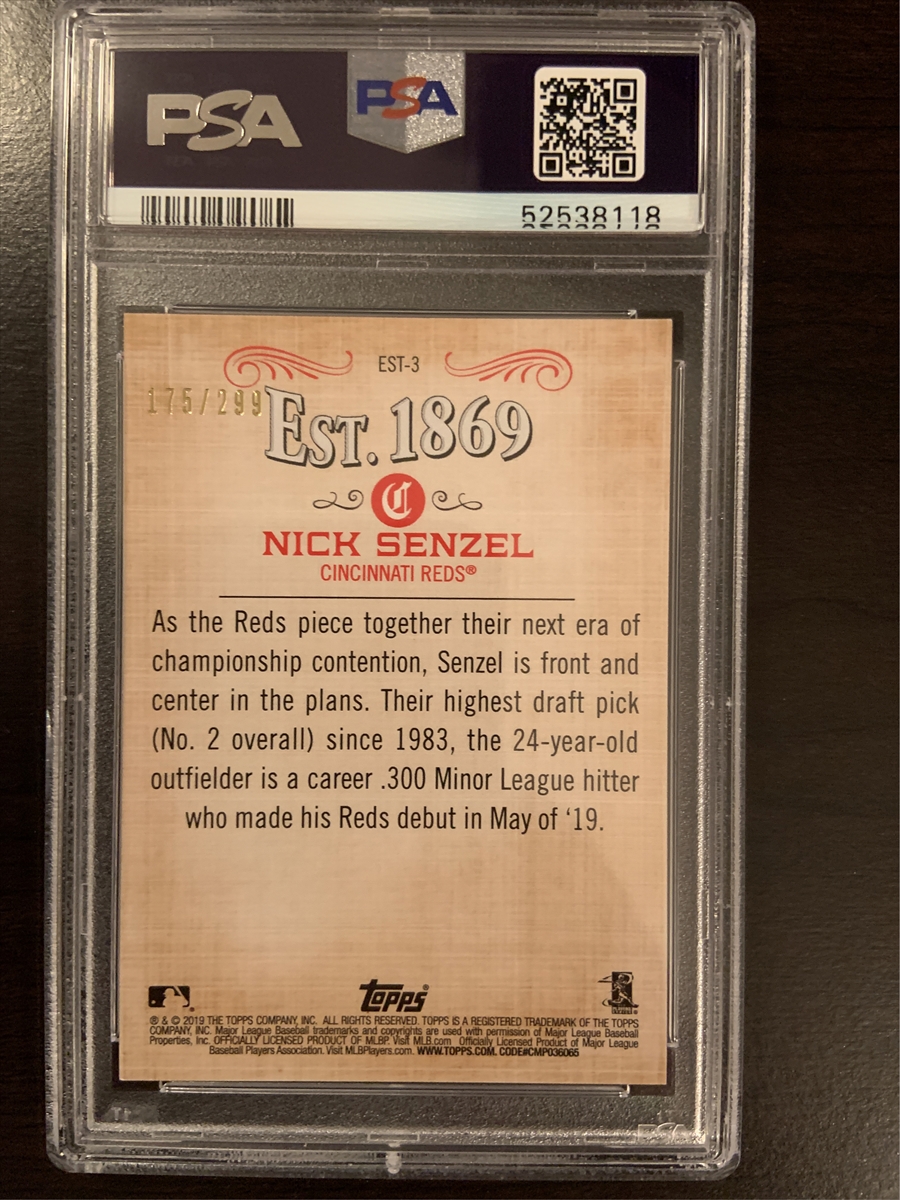 PSA
PSA
52538118
EST-3
175/299
EST. 1869
C
NICK SENZEL
CINCINNATI REDS®
As the Reds piece together their next era of
championship contention, Senzel is front and
center in the plans. Their highest draft pick
(No. 2 overall) since 1983, the 24-year-old
outfielder is a career .300 Minor League hitter
who made his Reds debut in May of ‘19.
TOPPS®
® & © 2019 THE TOPPS COMPANY, INC. ALL RIGHTS RESERVED. TOPPS IS A REGISTERED TRADEMARK OF THE TOPPS
COMPANY, INC. Major League Baseball trademarks and copyrights are used with permission of Major League Baseball
Properties, Inc. OFFICIALLY LICENSED PRODUCT OF MLBP. Visit MLB.com Officially Licensed Product of Major League
Baseball Players Association. Visit MLBPlayers.com. WWW.TOPPS.COM. CODE#CMP036065
PSA